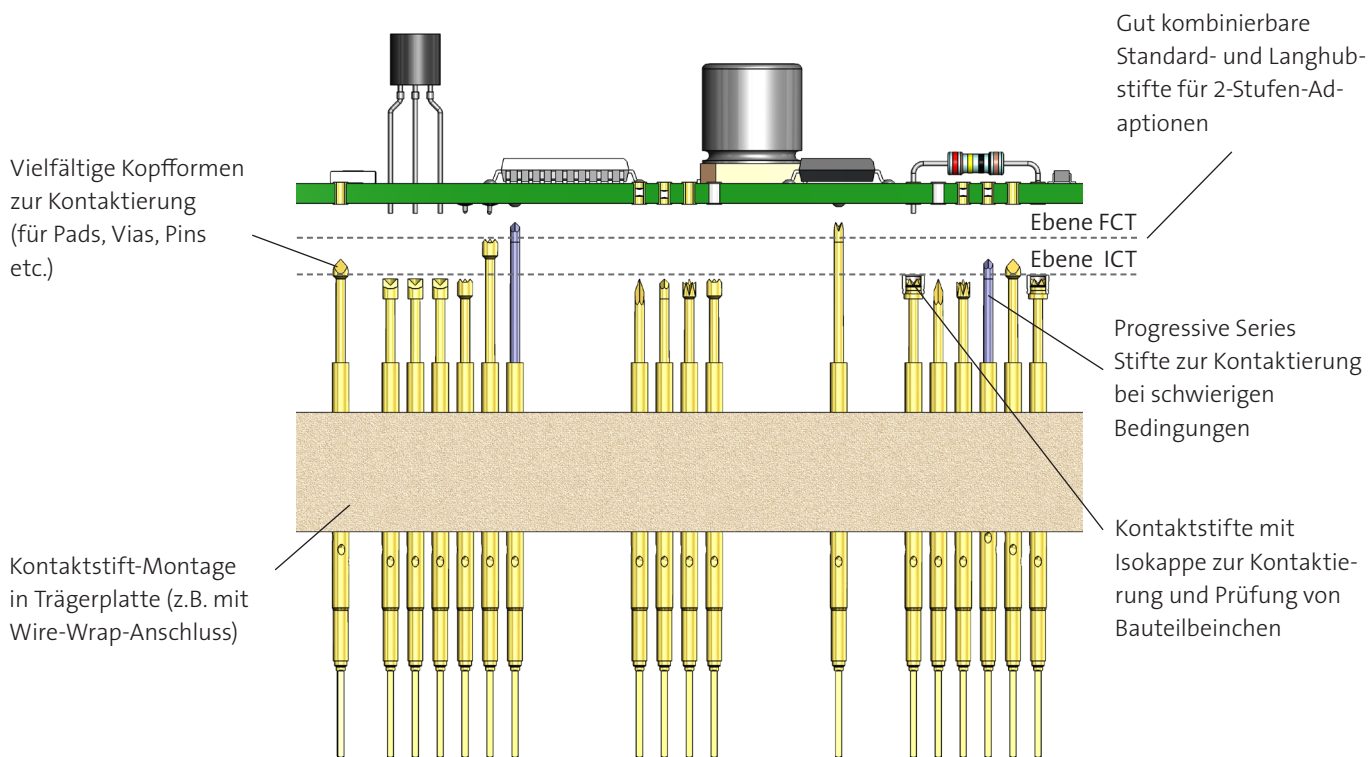 Gut kombinierbare
Standard- und Langhub-
stifte für 2-Stufen-Ad-
aptionen
Vielfältige Kopfformen
zur Kontaktierung
(für Pads, Vias, Pins
etc.)
Ebene FCT
Ebene ICT
Progressive Series
Stifte zur Kontaktierung
bei schwierigen
Bedingungen
Kontaktstifte mit
Isokappe zur Kontaktie-
rung und Prüfung von
Bauteilbeinchen
Kontaktstift-Montage
in Trägerplatte (z.B. mit
Wire-Wrap-Anschluss)